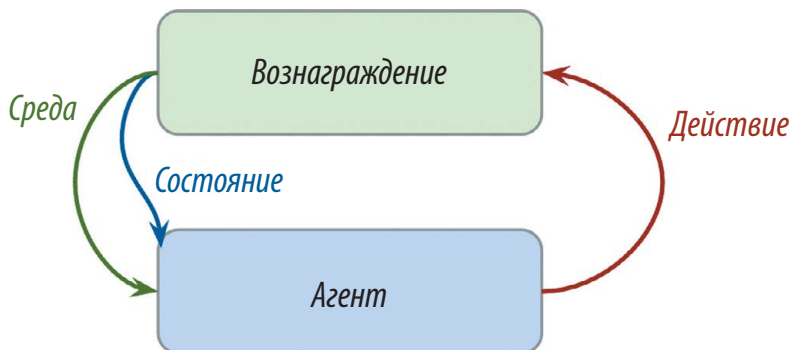 Вознаграждение
Среда
Действие
Состояние
Агент